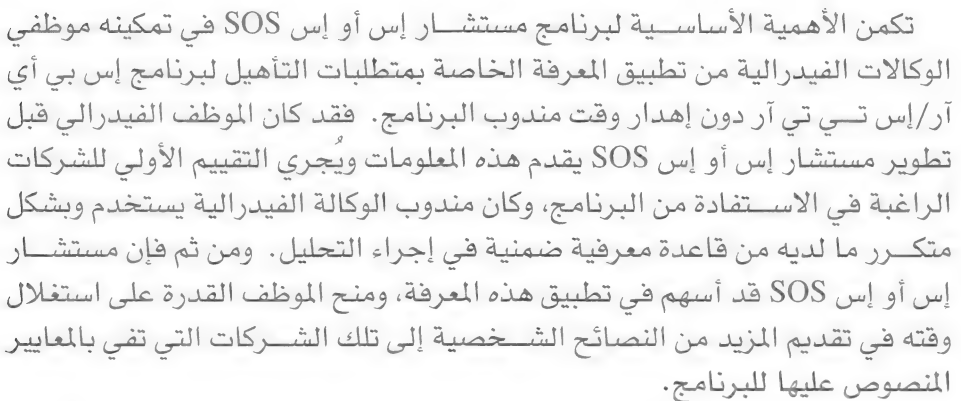 تكمن الأهمية الأساسية لبرنامج مستشار إس أو إس SOS في تمكينه موظفي
الوكالات الفيدرالية من تطبيق المعرفة الخاصة بمتطلبات التأهيل لبرنامج إس بي أي
آر/إس تي تي آر دون إهدار وقت مندوب البرنامج. فقد كان الموظف الفيدرالي قبل
تطوير مستشار إس أو إس SOS يقدم هذه المعلومات ويُجري التقييم الأولي للشركات
الراغبة في الاستفادة من البرنامج، وكان مندوب الوكالة الفيدرالية يستخدم وبشكل
متكرر ما لديه من قاعدة معرفية ضمنية في إجراء التحليل. ومن ثم فإن مستشار
إس أو إس SOS قد أسهم في تطبيق هذه المعرفة، ومنح الموظف القدرة على استغلال
وقته في تقديم المزيد من النصائح الشخصية إلى تلك الشركات التي تفي بالمعايير
المنصوص عليها للبرنامج.